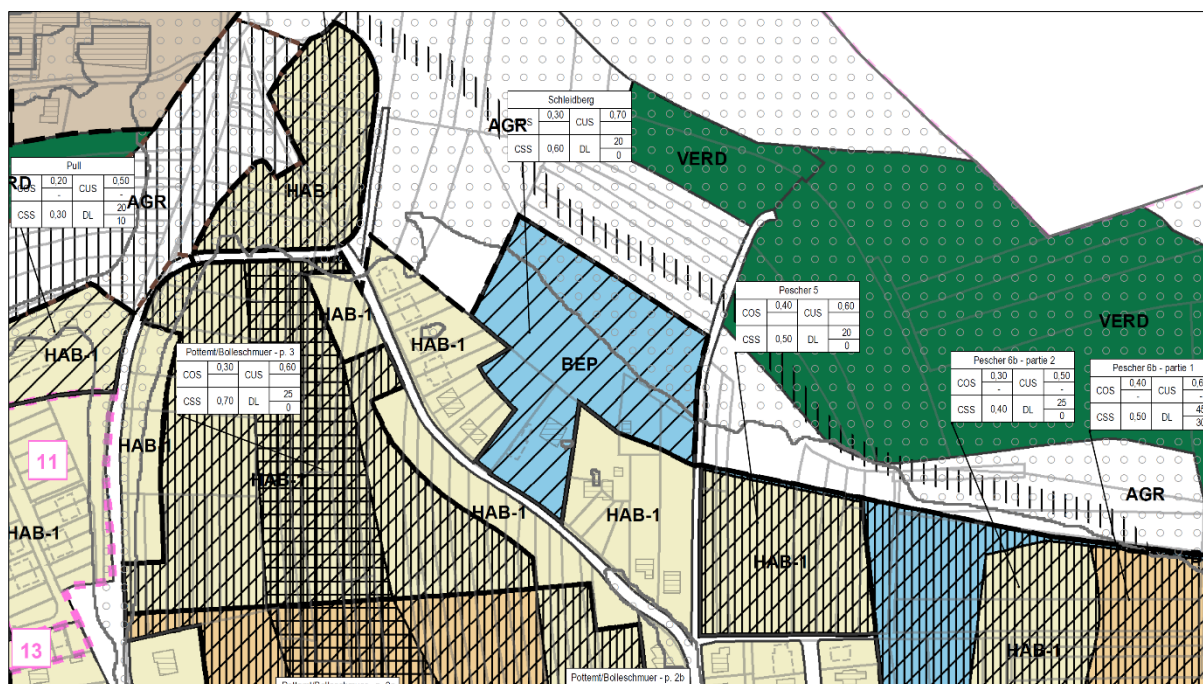 Schleidberg
COS 0,30 CUS 0,70
CSS 0,60 DL 20
0
AGR
VERD
Pull
COS 0,20 CUS 0,50
- -
CSS 0,30 DL 20
10
AGR
HAB
Pescher 5
COS 0,40 CUS 0,60
CSS 0,50 DL 20
0
VERD
HAB-1
HAB-1
HAB-1
BEP
Pottemt/Bolleschmuer - p. 3
COS 0,30 CUS 0,60
CSS 0,70 DL 25
0
Pescher 6b - partie 2
COS 0,30 CUS 0,50
- -
CSS 0,40 DL 25
0
Pescher 6b - partie 1
COS 0,40 CUS
-
CSS 0,50 DL
HAB-1
11
AGR
HAB-1
HAB-1
HAB-1
HAB-1
HAB-1
13
HAB-1
Pottemt/Bolleschmuer - p. 2b